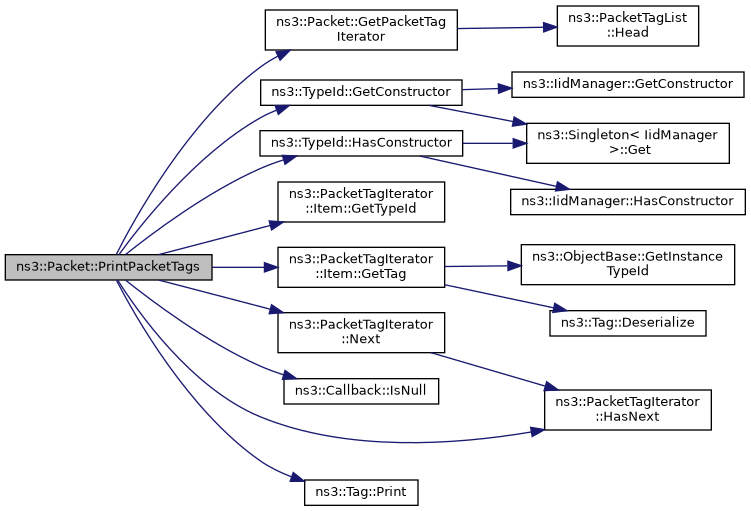 ns3::Packet::PrintPacketTags
ns3::Packet::GetPacketTag
Iterator
ns3::PacketTagList
::Head
ns3::TypeId::GetConstructor
ns3::IidManager::GetConstructor
ns3::Singleton< IidManager
>::Get
ns3::TypeId::HasConstructor
ns3::IidManager::HasConstructor
ns3::PacketTagIterator
::Item::GetTypeId
ns3::PacketTagIterator
::Item::GetTag
ns3::ObjectBase::GetInstance
TypeId
ns3::Tag::Deserialize
ns3::PacketTagIterator
::Next
ns3::PacketTagIterator
::HasNext
ns3::Callback::IsNull
ns3::Tag::Print